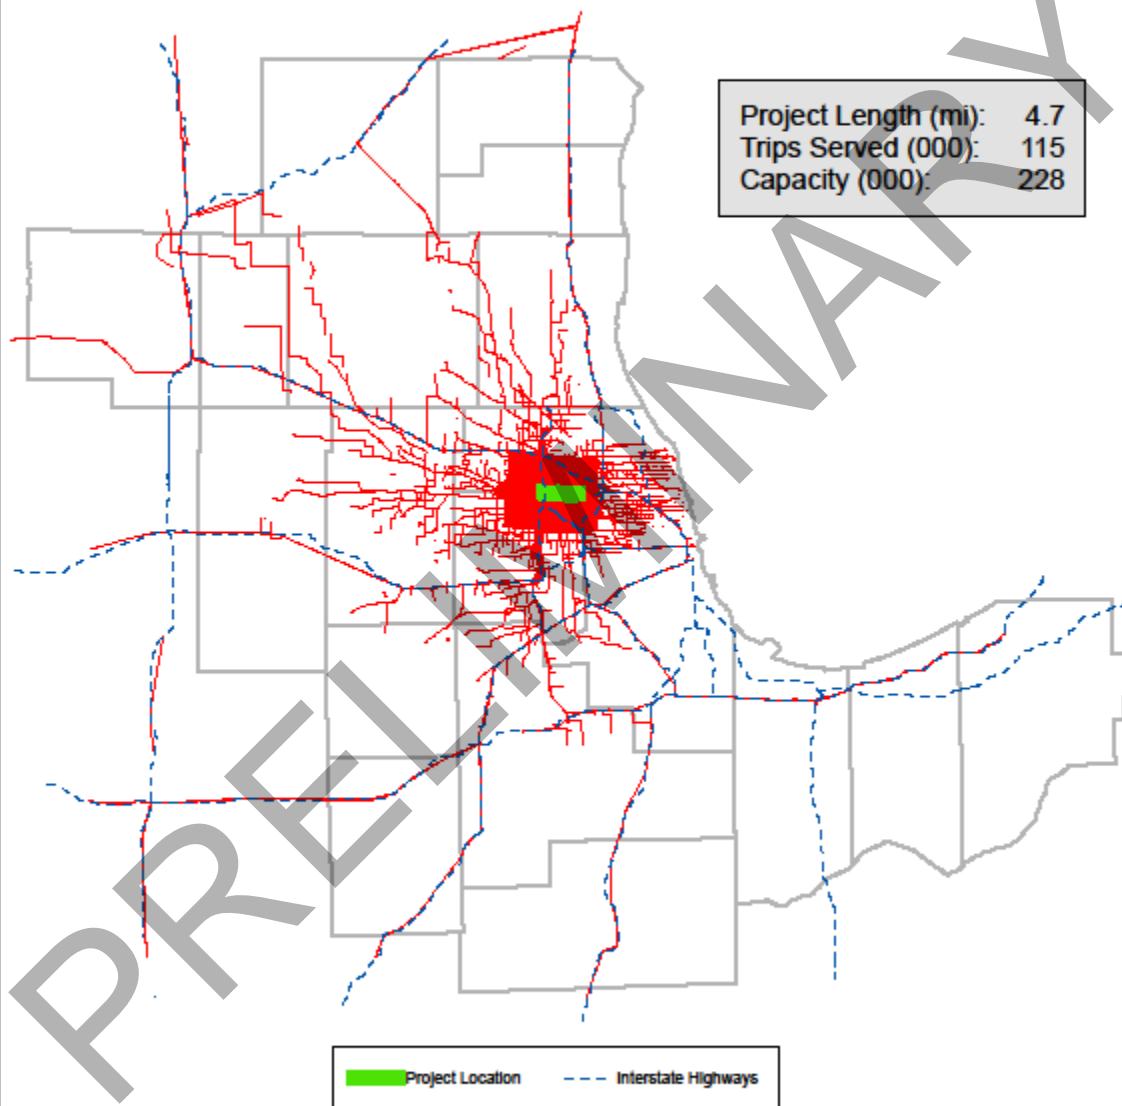 Project Length (mi): 4.7
Trips Served (000): 115
Capacity (000): 228
PRELIMINARY
Project Location Interstate Highways